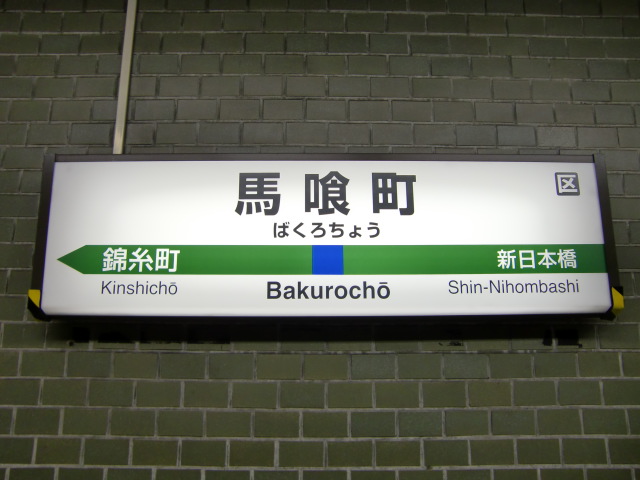 馬喰町
区
ばくろちょう
錦糸町
新日本橋
Kinshichō
Bakurochō
Shin-Nihombashi